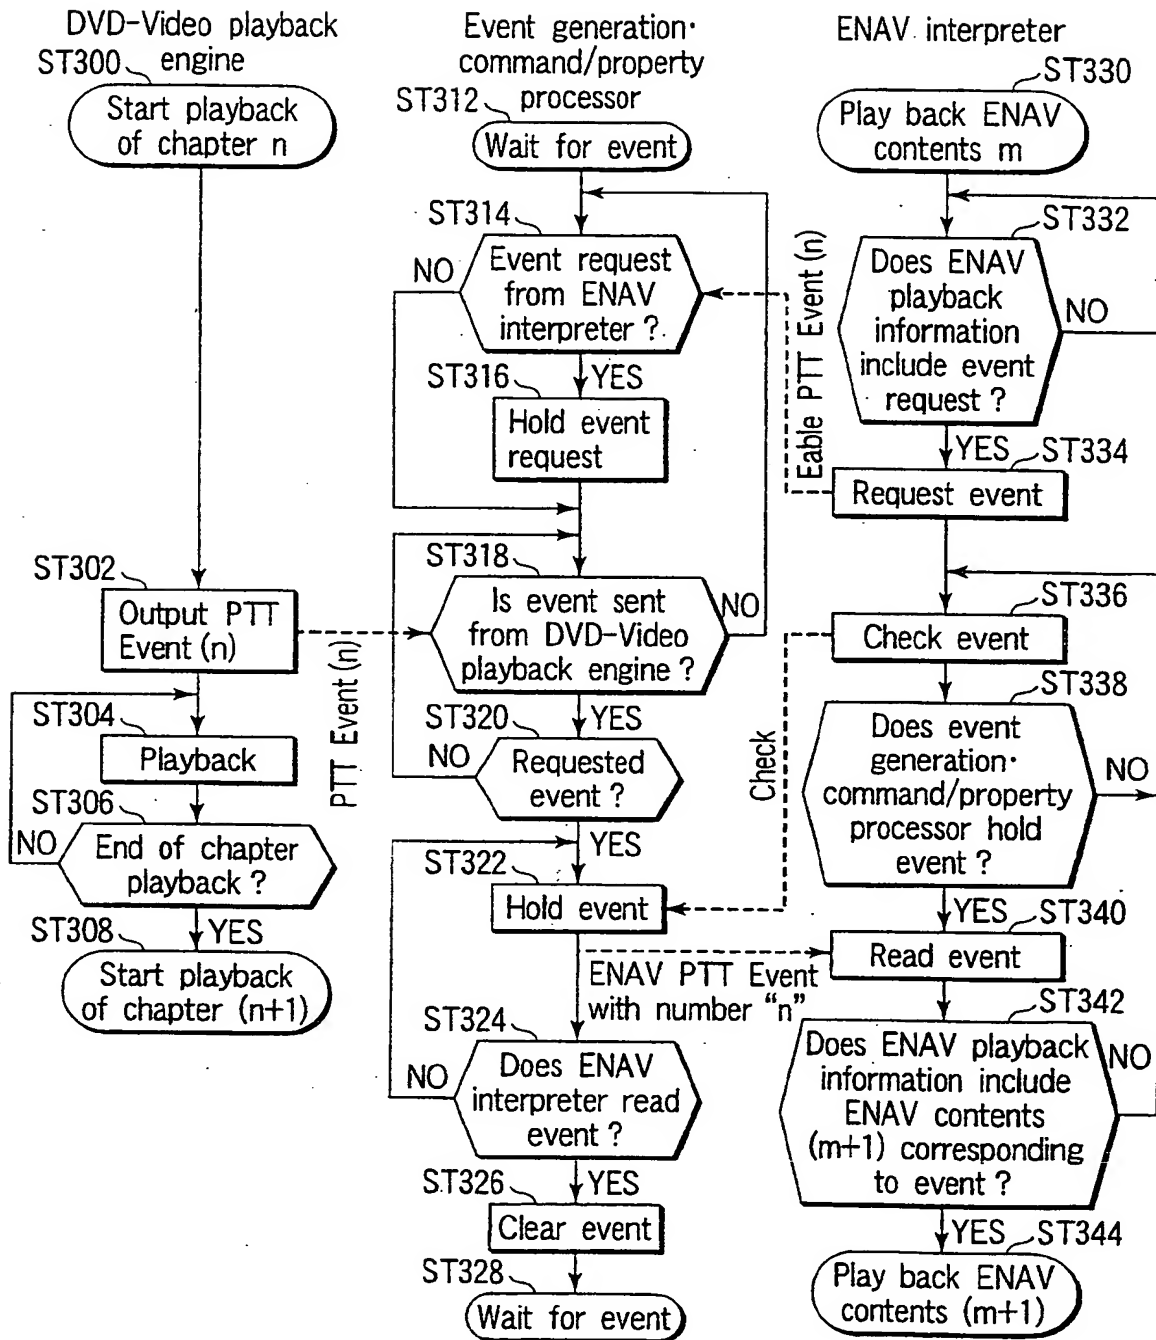 DVD-Video playback
engine
ST300
Start playback
of chapter n
ST302
Output PTT
Event (n)
PTT Event (n)
ST304
Playback
ST306
NO
End of chapter
playback ?
YES
ST308
Start playback
of chapter (n+1)
Event generation·
command/property
processor
ST312
Wait for event
ST314
NO
Event request
from ENAV
interpreter ?
YES
ST316
Hold event
request
ST318
Is event sent
from DVD-Video
playback engine ?
NO
YES
ST320
NO
Requested
event ?
YES
ST322
Hold event
ENAV PTT Event
with number “n”
ST324
NO
Does ENAV
interpreter read
event ?
YES
ST326
Clear event
ST328
Wait for event
ENAV interpreter
ST330
Play back ENAV
contents m
ST332
Does ENAV
playback
information
include event
request ?
NO
YES
ST334
Eable PTT Event (n)
Request event
ST336
Check event
Check
ST338
Does event
generation·
command/property
processor hold
event ?
NO
YES
ST340
Read event
ST342
Does ENAV playback
information include
ENAV contents
(m+1) corresponding
to event ?
NO
YES
ST344
Play back ENAV
contents (m+1)